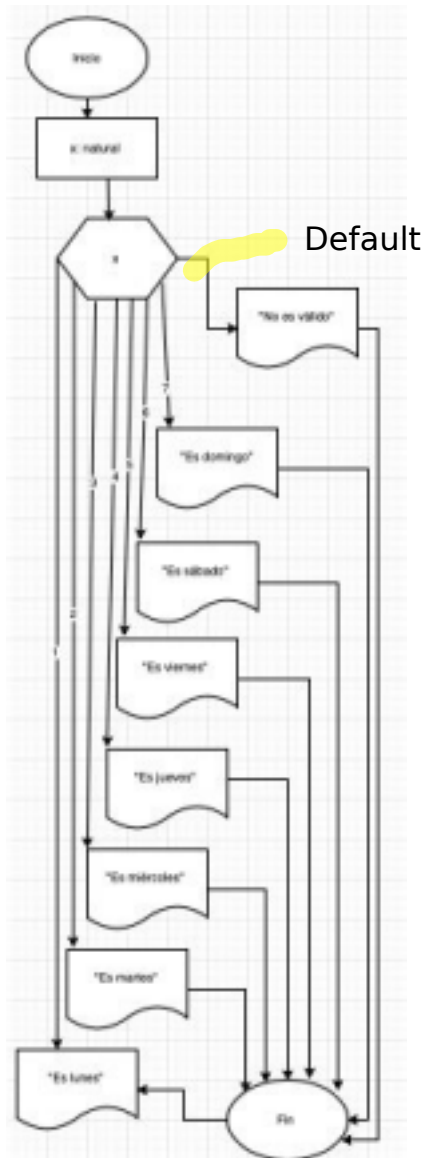 Inicio
x: natural
x
Default
"No es válido"
7
6
"Es domingo"
5
4
3
"Es sábado"
2
1
"Es viernes"
"Es jueves"
"Es miércoles"
"Es martes"
"Es lunes"
Fin